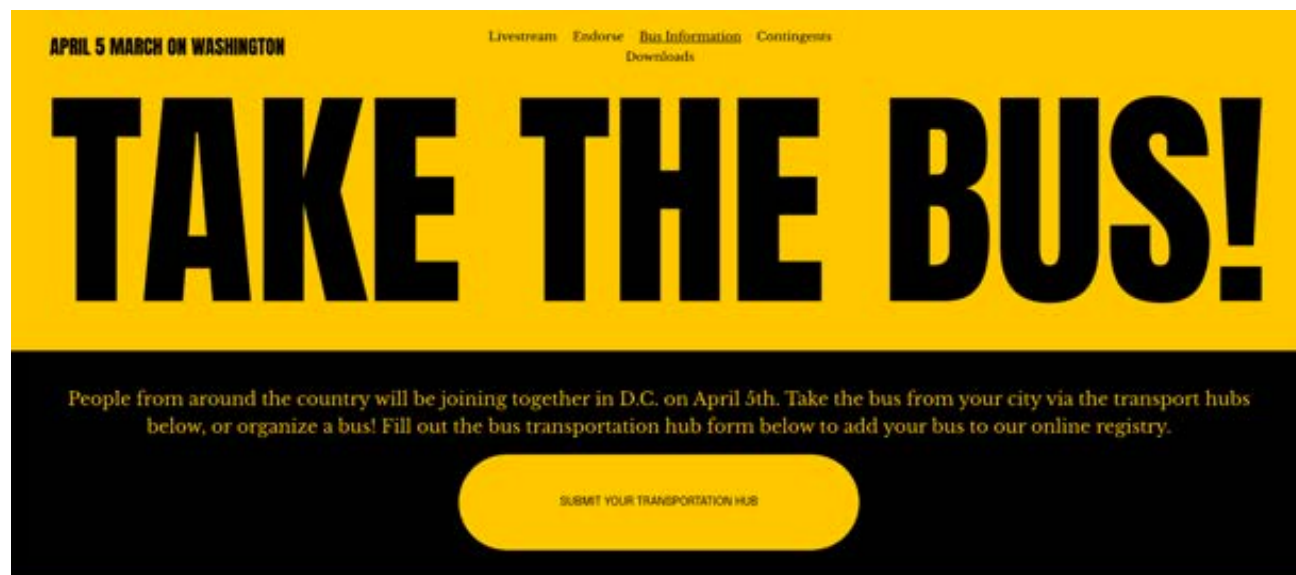 APRIL 5 MARCH ON WASHINGTON
Livestream Endorse Bus Information Contingents
Downloads
TAKE THE BUS!
People from around the country will be joining together in D.C. on April 5th. Take the bus from your city via the transport hubs
below, or organize a bus! Fill out the bus transportation hub form below to add your bus to our online registry.
SUBMIT YOUR TRANSPORTATION HUB